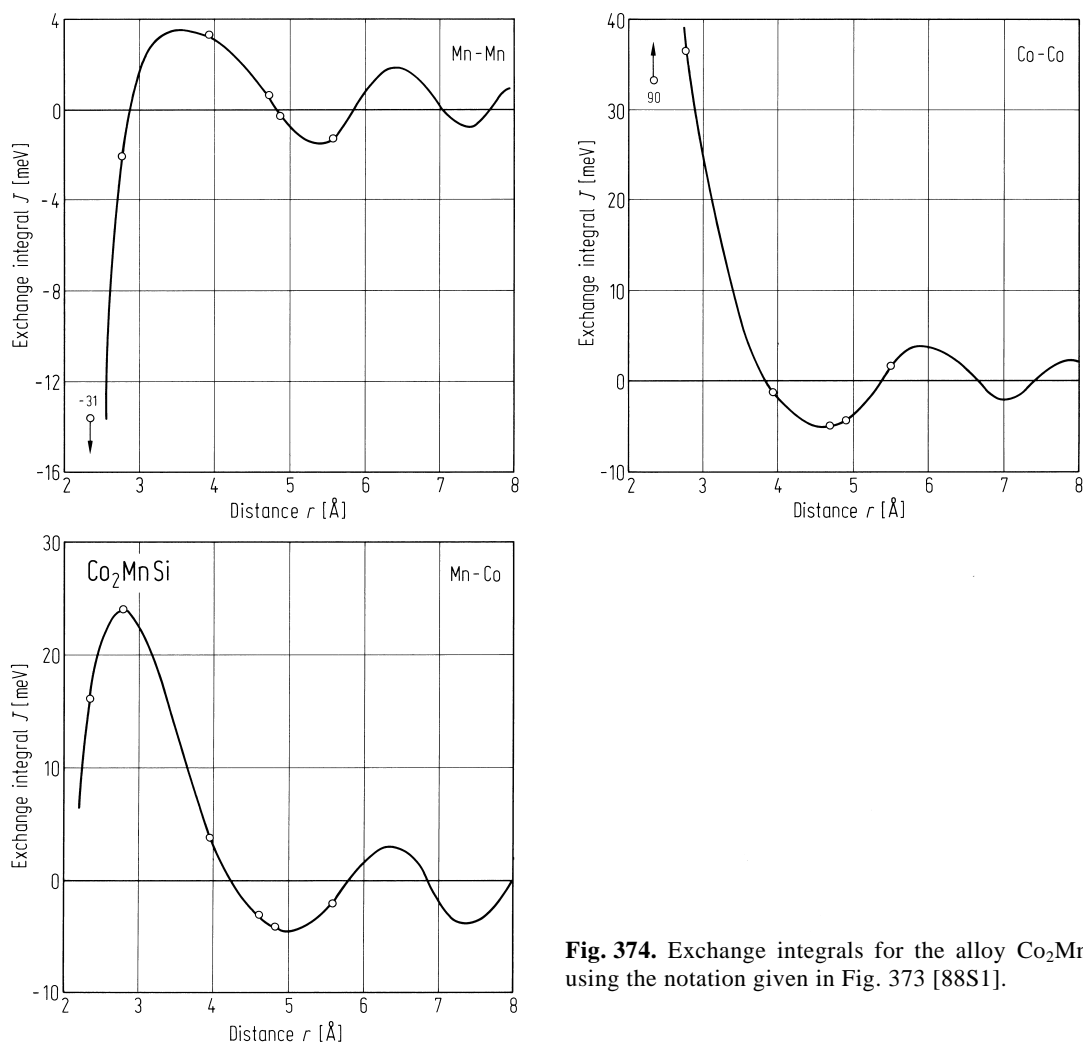 4
0
-4
-8
-12
-16
Exchange integral J [meV]
Mn-Mn
-31
2 3 4 5 6 7 8
Distance r [Å]
40
30
20
10
0
-10
Exchange integral J [meV]
Co-Co
90
2 3 4 5 6 7 8
Distance r [Å]
30
20
10
0
-10
Exchange integral J [meV]
Co₂MnSi
Mn-Co
2 3 4 5 6 7 8
Distance r [Å]
Fig. 374. Exchange integrals for the alloy Co₂Mn
using the notation given in Fig. 373 [88S1].